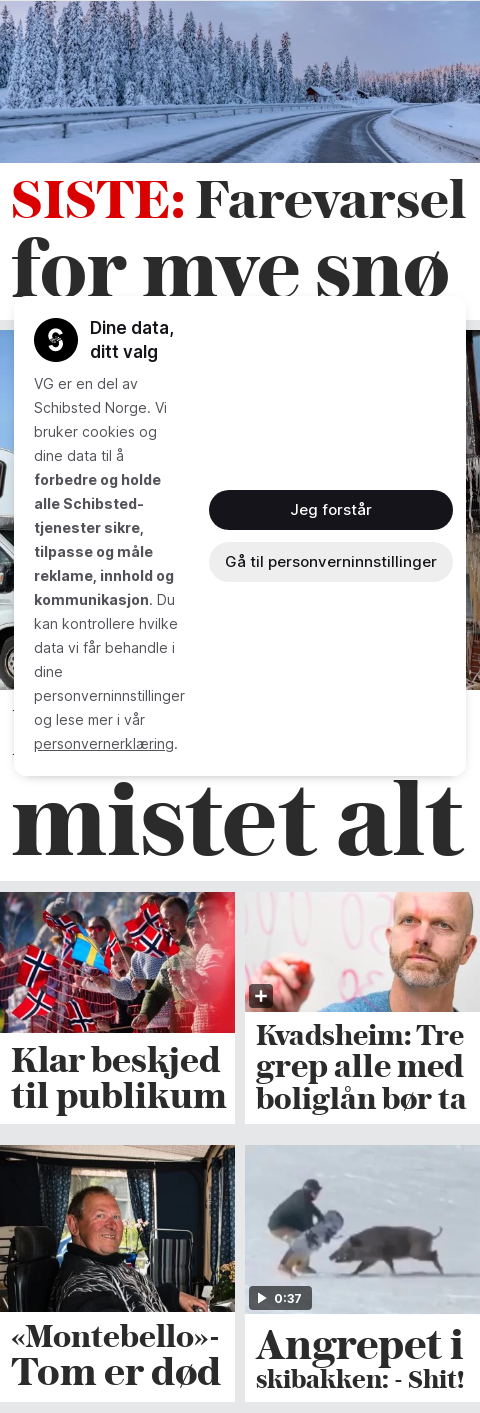 SISTE: Farevarsel
for mye snø
Dine data,
ditt valg
VG er en del av
Schibsted Norge. Vi
bruker cookies og
dine data til å
forbedre og holde
alle Schibsted-
tjenester sikre,
tilpasse og måle
reklame, innhold og
kommunikasjon. Du
kan kontrollere hvilke
data vi får behandle i
dine
personverninnstillinger
og lese mer i vår
personvernerklæring.
Jeg forstår
Gå til personverninnstillinger
mistet alt
Klar beskjed
til publikum
Kvadsheim: Tre
grep alle med
boliglån bør ta
«Montebello»-
Tom er død
0:37
Angrepet i
skibakken: - Shit!